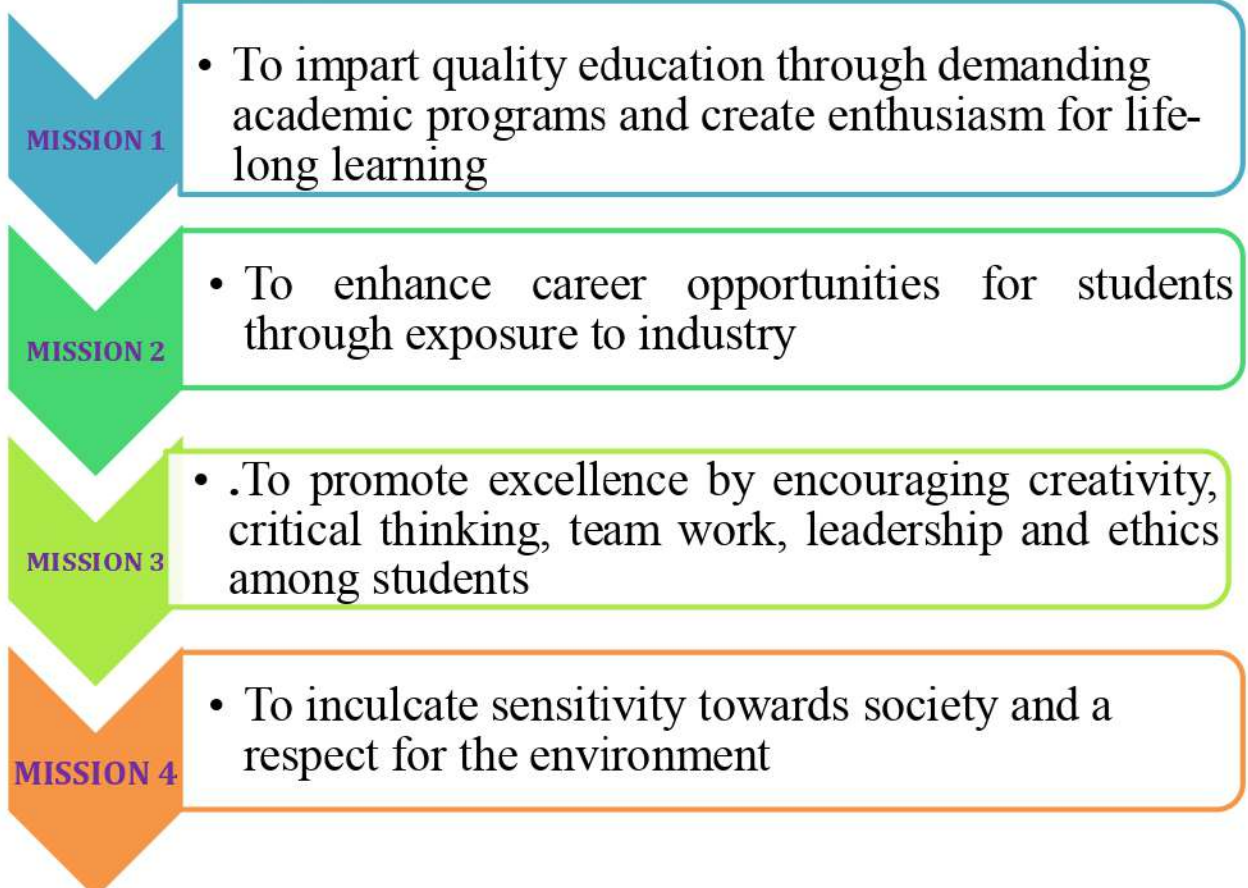 MISSION 1
• To impart quality education through demanding
academic programs and create enthusiasm for life-
long learning
MISSION 2
• To enhance career opportunities for students
through exposure to industry
MISSION 3
• .To promote excellence by encouraging creativity,
critical thinking, team work, leadership and ethics
among students
MISSION 4
• To inculcate sensitivity towards society and a
respect for the environment